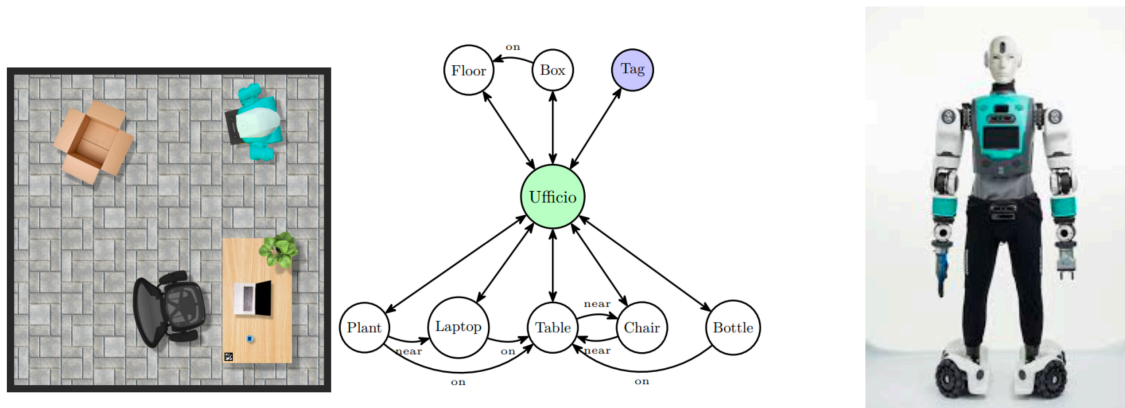 on
Floor
Box
Tag
Ufficio
near
Plant
Laptop
Table
Chair
Bottle
near
on
near
on
on